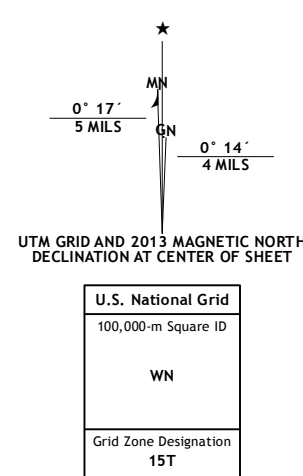 ★
MN
0° 17´
5 MILS
GN
0° 14´
4 MILS
UTM GRID AND 2013 MAGNETIC NORTH
DECLINATION AT CENTER OF SHEET
U.S. National Grid
100,000-m Square ID
WN
Grid Zone Designation
15T